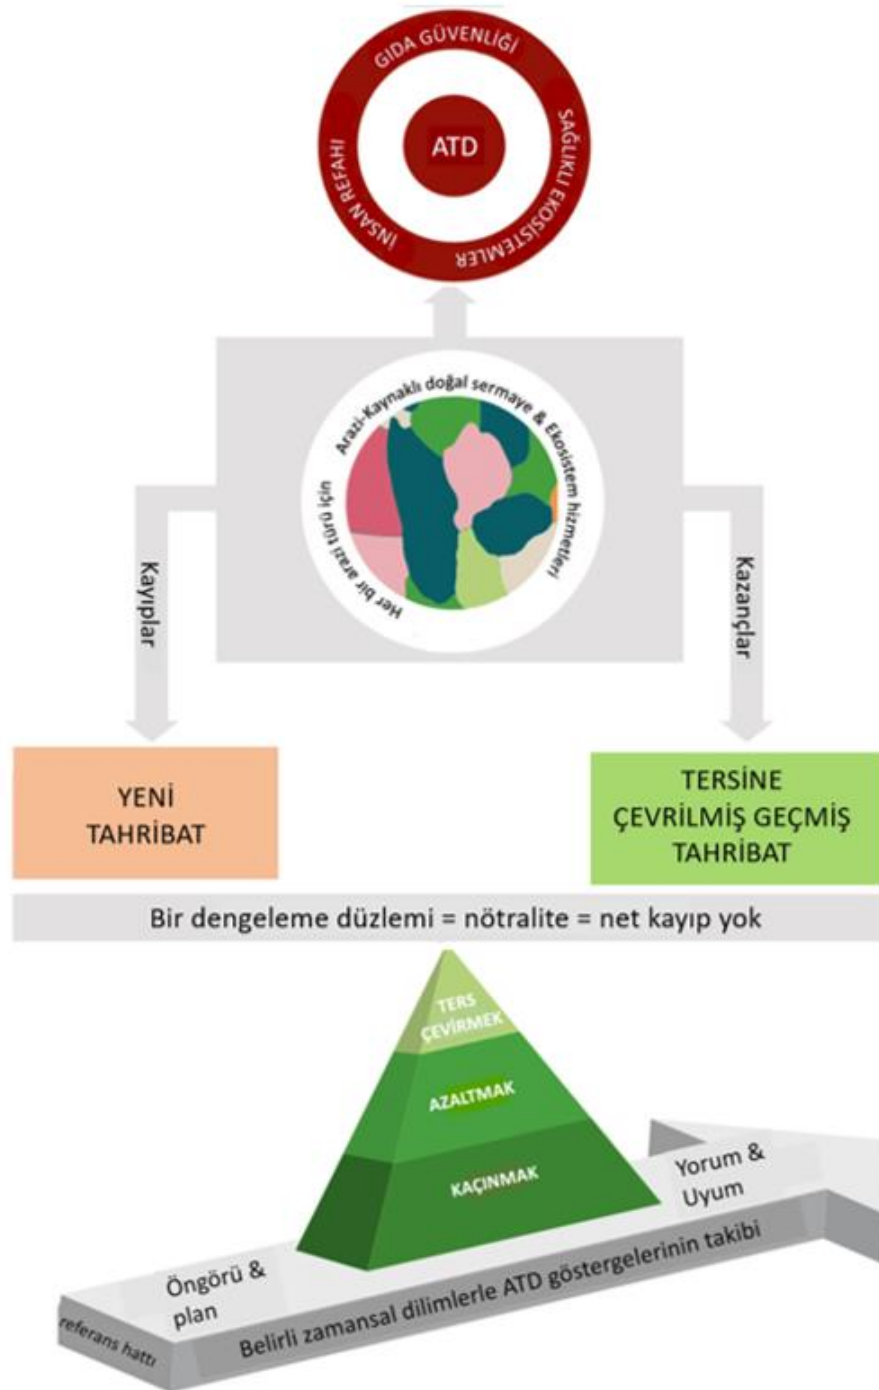 GIDA GÜVENLİĞİ
SAĞLIKLI EKOSİSTEMLER
İNSAN REFAHI
ATD
Arazi-Kaynaklı doğal sermaye & Ekosistem hizmetleri
Her bir arazi türü için
Kayıplar
Kazançlar
YENİ
TAHRİBAT
TERSİNE
ÇEVRİLMİŞ GEÇMİŞ
TAHRİBAT
Bir dengeleme düzlemi = nötralite = net kayıp yok
TERS
ÇEVİRMEK
AZALTMAK
KAÇINMAK
Yorum &
Uyum
Öngörü &
plan
referans hattı
Belirli zamansal dilimlerle ATD göstergelerinin takibi